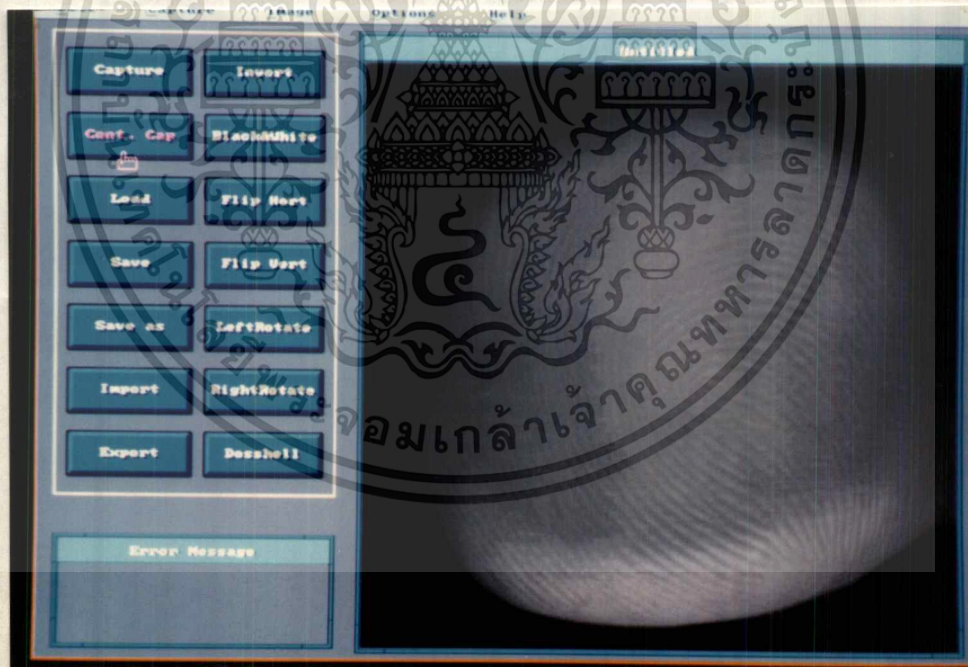 Capture iMage Options Help
Capture Invert
Cont. Cap Black&White
Load Flip Hort
Save Flip Vert
Save as LeftRotate
Import RightRotate
Export Dosshell
Error Message
Untitled
จอมเกล้าเจ้าคุณทหารลาดกระ